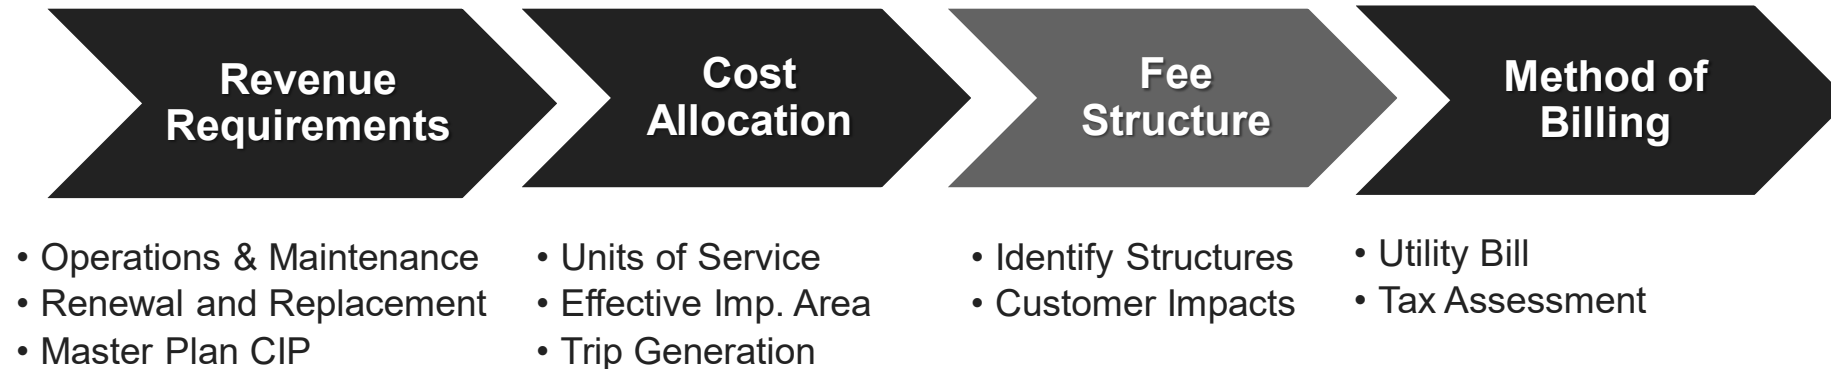 Revenue
Requirements
Cost
Allocation
Fee
Structure
Method of
Billing
• Operations & Maintenance
• Renewal and Replacement
• Master Plan CIP
• Units of Service
• Effective Imp. Area
• Trip Generation
• Identify Structures
• Customer Impacts
• Utility Bill
• Tax Assessment